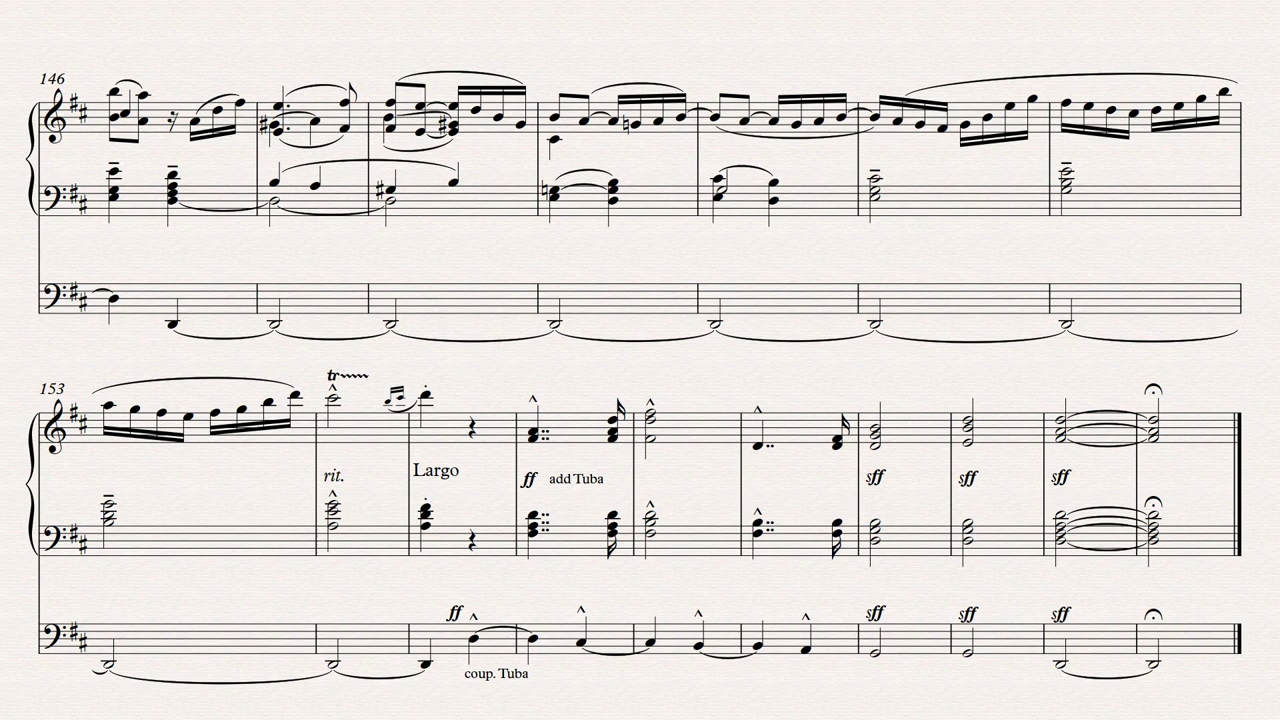 146
153
tr
rit.
Largo
ff add Tuba
sff
sff
sff
ff
coup. Tuba
sff
sff
sff